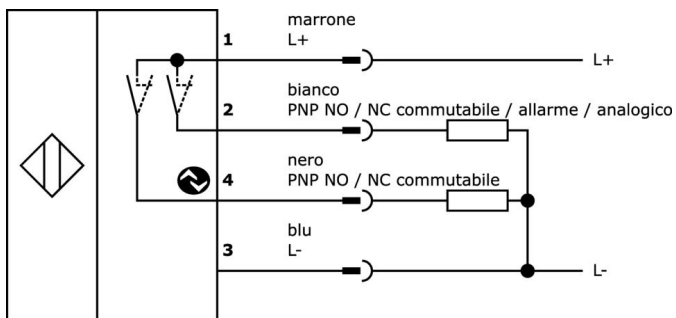 marrone
1 L+
L+
bianco
2 PNP NO / NC commutabile / allarme / analogico
nero
4 PNP NO / NC commutabile
blu
3 L-
L-